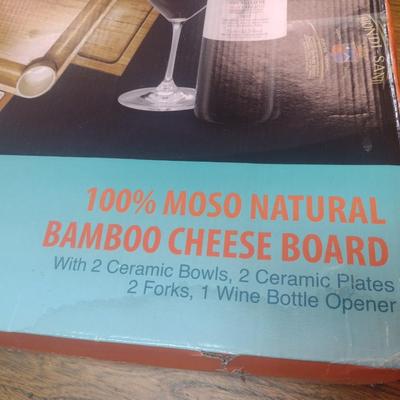 100% MOSO NATURAL
BAMBOO CHEESE BOARD
With 2 Ceramic Bowls, 2 Ceramic Plates
2 Forks, 1 Wine Bottle Opener